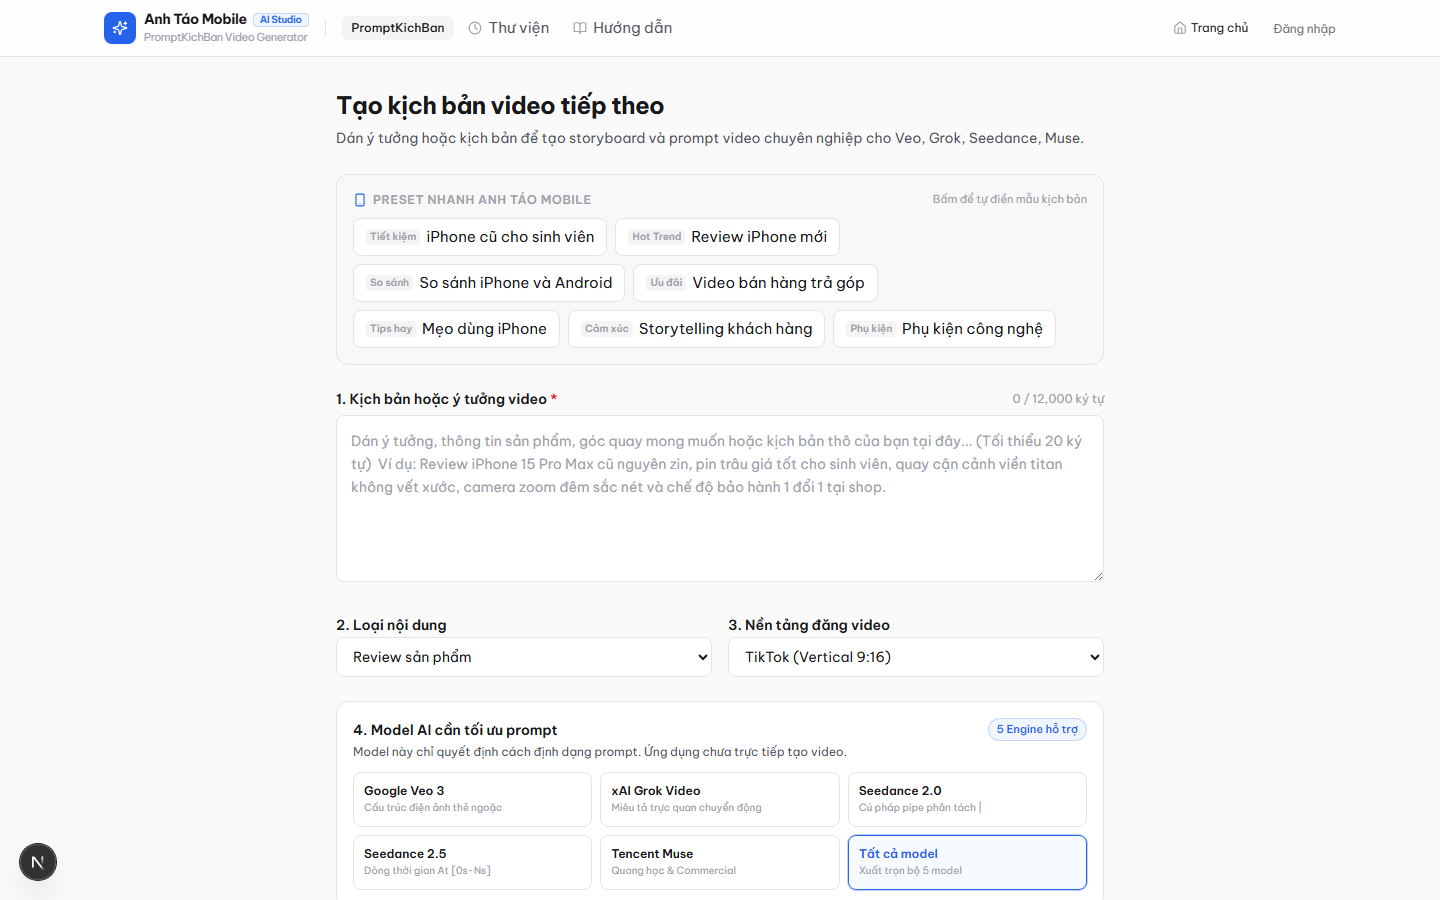 Anh Táo Mobile AI Studio
PromptKichBan Video Generator
PromptKichBan
Thư viện
Hướng dẫn
Trang chủ
Đăng nhập
Tạo kịch bản video tiếp theo
Dán ý tưởng hoặc kịch bản để tạo storyboard và prompt video chuyên nghiệp cho Veo, Grok, Seedance, Muse.
PRESET NHANH ANH TÁO MOBILE
Bấm để tự điền mẫu kịch bản
Tiết kiệm iPhone cũ cho sinh viên
Hot Trend Review iPhone mới
So sánh So sánh iPhone và Android
Ưu đãi Video bán hàng trả góp
Tips hay Mẹo dùng iPhone
Cảm xúc Storytelling khách hàng
Phụ kiện Phụ kiện công nghệ
1. Kịch bản hoặc ý tưởng video *
0 / 12,000 ký tự
Dán ý tưởng, thông tin sản phẩm, góc quay mong muốn hoặc kịch bản thô của bạn tại đây... (Tối thiểu 20 ký
tự) Ví dụ: Review iPhone 15 Pro Max cũ nguyên zin, pin trâu giá tốt cho sinh viên, quay cận cảnh viền titan
không vết xước, camera zoom đêm sắc nét và chế độ bảo hành 1 đổi 1 tại shop.
2. Loại nội dung
3. Nền tảng đăng video
Review sản phẩm
TikTok (Vertical 9:16)
4. Model AI cần tối ưu prompt
5 Engine hỗ trợ
Model này chỉ quyết định cách định dạng prompt. Ứng dụng chưa trực tiếp tạo video.
Google Veo 3
Cấu trúc điện ảnh thẻ ngoặc
xAI Grok Video
Miêu tả trực quan chuyển động
Seedance 2.0
Cú pháp pipe phân tách |
Seedance 2.5
Dòng thời gian At [0s-Ns]
Tencent Muse
Quang học & Commercial
Tất cả model
Xuất trọn bộ 5 model
N